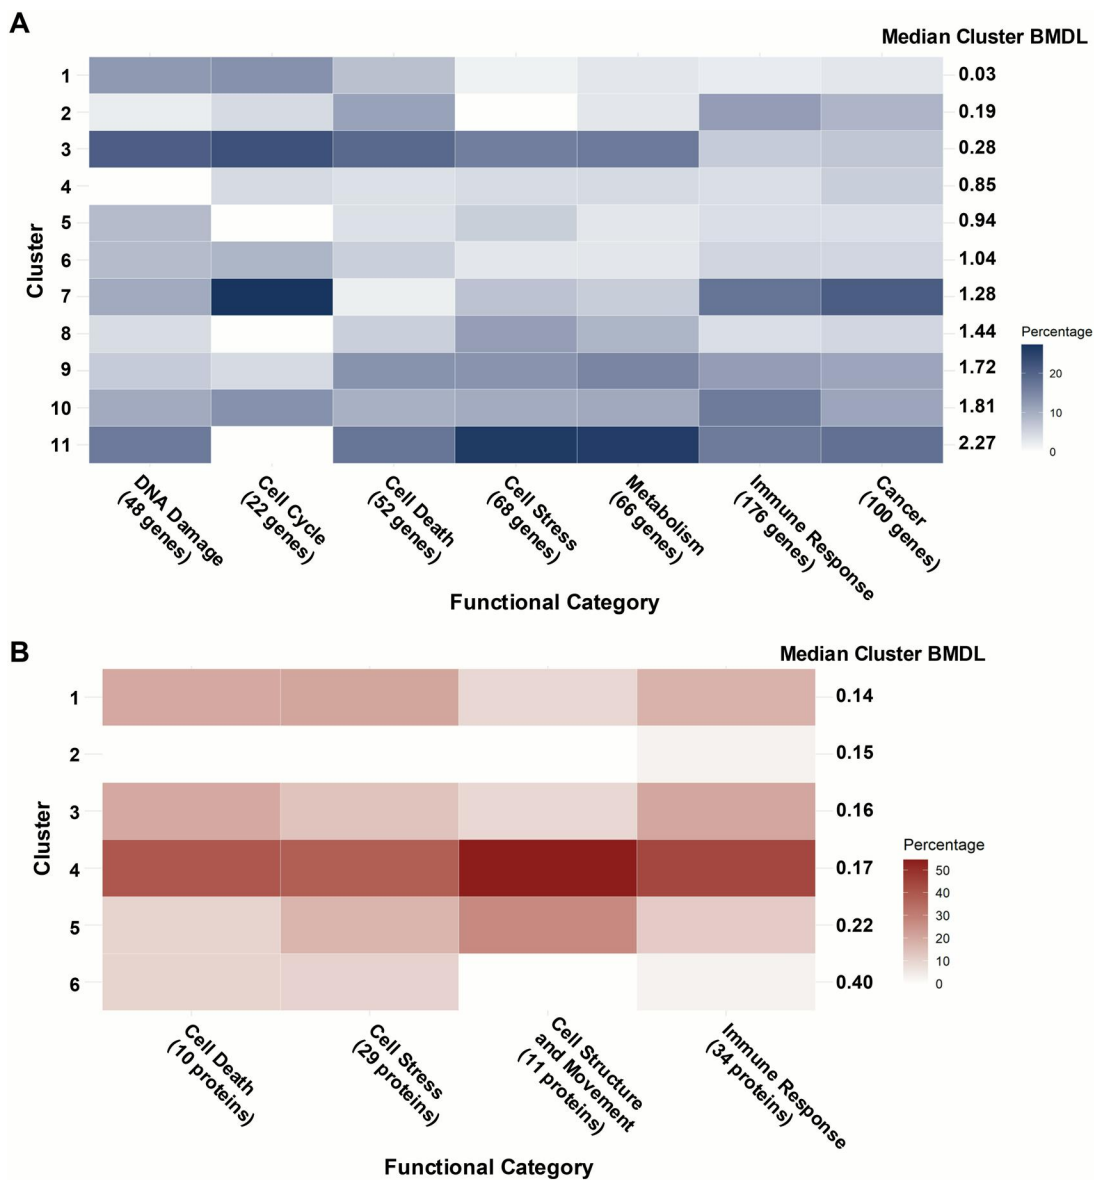 A
Median Cluster BMDL
1 0.03
2 0.19
3 0.28
4 0.85
5 0.94
6 1.04
7 1.28
8 1.44
9 1.72
10 1.81
11 2.27
Cluster
Percentage
20
10
0
DNA Damage
(48 genes)
Cell Cycle
(22 genes)
Cell Death
(52 genes)
Cell Stress
(68 genes)
Metabolism
(66 genes)
Immune Response
(176 genes)
Cancer
(100 genes)
Functional Category
B
Median Cluster BMDL
1 0.14
2 0.15
3 0.16
4 0.17
5 0.22
6 0.40
Cluster
Percentage
50
40
30
20
10
0
Cell Death
(10 proteins)
Cell Stress
(29 proteins)
Cell Structure
and Movement
(11 proteins)
Immune Response
(34 proteins)
Functional Category